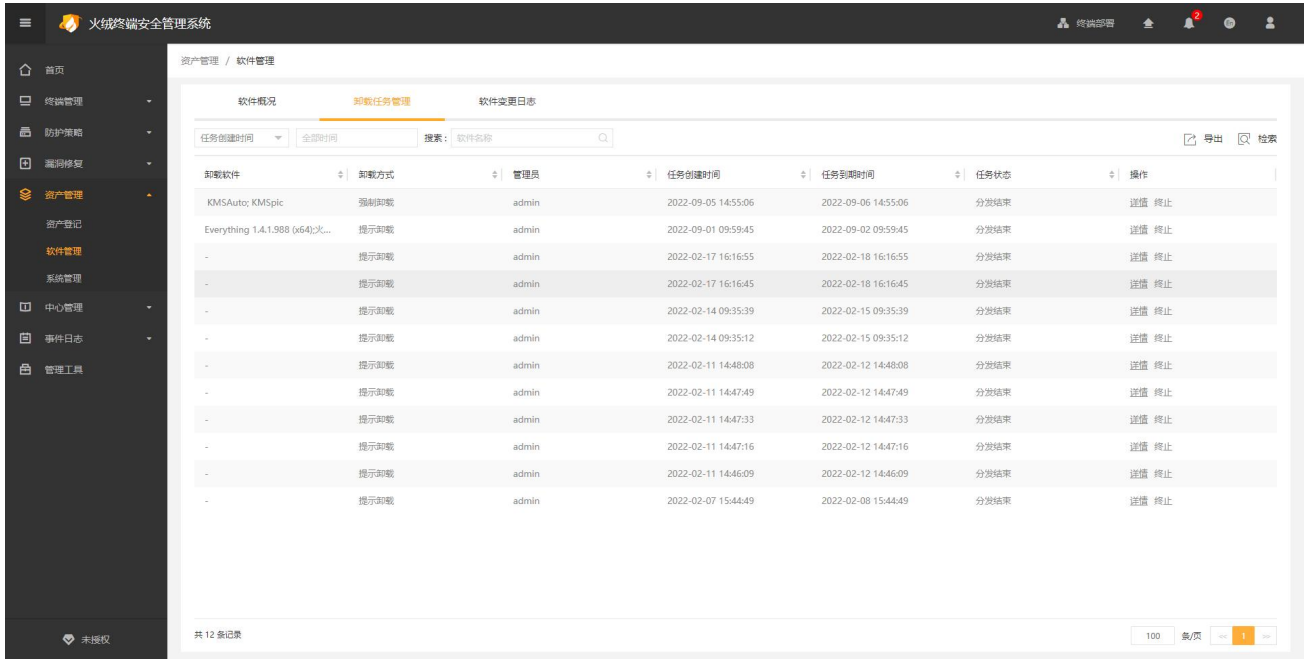 火绒终端安全管理系统
终端部署
2
首页
终端管理
防护策略
漏洞修复
资产管理
资产登记
软件管理
系统管理
中心管理
事件日志
管理工具
未授权
资产管理 / 软件管理
软件概况 卸载任务管理 软件变更日志
任务创建时间 全部时间 搜索： 软件名称 导出 检索
卸载软件 卸载方式 管理员 任务创建时间 任务到期时间 任务状态 操作
KMSAuto; KMSpic 强制卸载 admin 2022-09-05 14:55:06 2022-09-06 14:55:06 分发结束 详情 终止
Everything 1.4.1.988 (x64);火... 提示卸载 admin 2022-09-01 09:59:45 2022-09-02 09:59:45 分发结束 详情 终止
- 提示卸载 admin 2022-02-17 16:16:55 2022-02-18 16:16:55 分发结束 详情 终止
- 提示卸载 admin 2022-02-17 16:16:45 2022-02-18 16:16:45 分发结束 详情 终止
- 提示卸载 admin 2022-02-14 09:35:39 2022-02-15 09:35:39 分发结束 详情 终止
- 提示卸载 admin 2022-02-14 09:35:12 2022-02-15 09:35:12 分发结束 详情 终止
- 提示卸载 admin 2022-02-11 14:48:08 2022-02-12 14:48:08 分发结束 详情 终止
- 提示卸载 admin 2022-02-11 14:47:49 2022-02-12 14:47:49 分发结束 详情 终止
- 提示卸载 admin 2022-02-11 14:47:33 2022-02-12 14:47:33 分发结束 详情 终止
- 提示卸载 admin 2022-02-11 14:47:16 2022-02-12 14:47:16 分发结束 详情 终止
- 提示卸载 admin 2022-02-11 14:46:09 2022-02-12 14:46:09 分发结束 详情 终止
- 提示卸载 admin 2022-02-07 15:44:49 2022-02-08 15:44:49 分发结束 详情 终止
共 12 条记录 100 条/页 << 1 >>